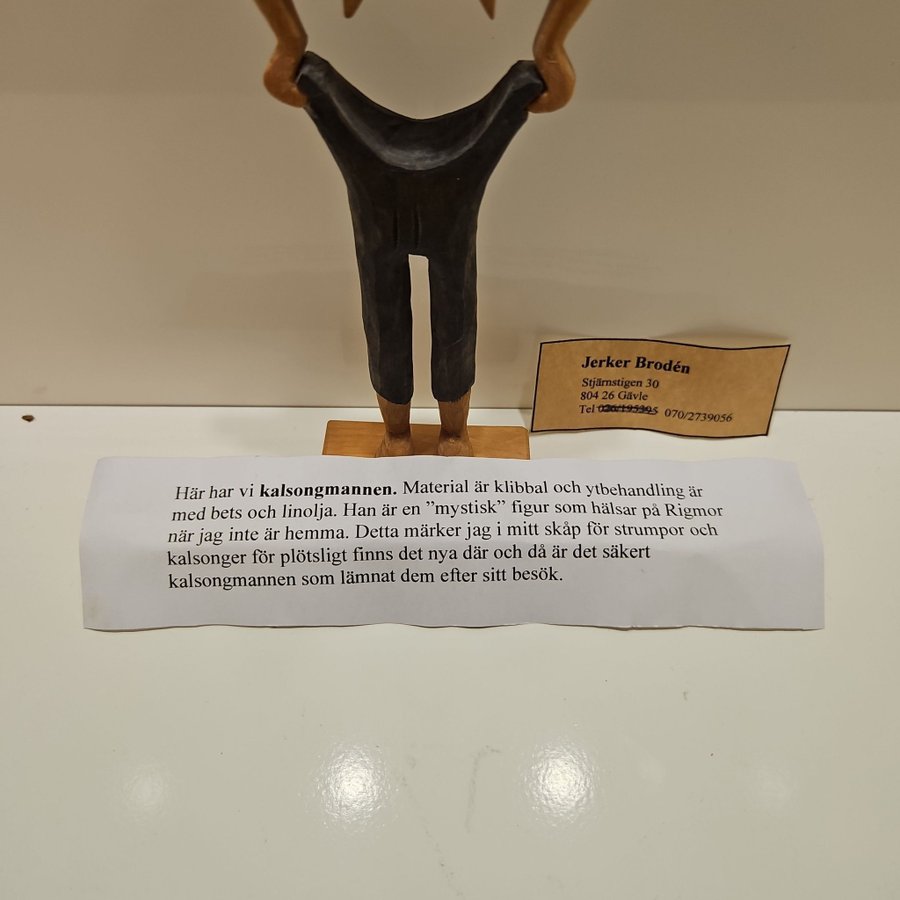 Jerker Brodén
Stjärnstigen 30
804 26 Gävle
Tel 026/195395 070/2739056
Här har vi kalsongmannen. Material är klibbal och ytbehandling är
med bets och linolja. Han är en ”mystisk” figur som hälsar på Rigmor
när jag inte är hemma. Detta märker jag i mitt skåp för strumpor och
kalsonger för plötsligt finns det nya där och då är det säkert
kalsongmannen som lämnat dem efter sitt besök.